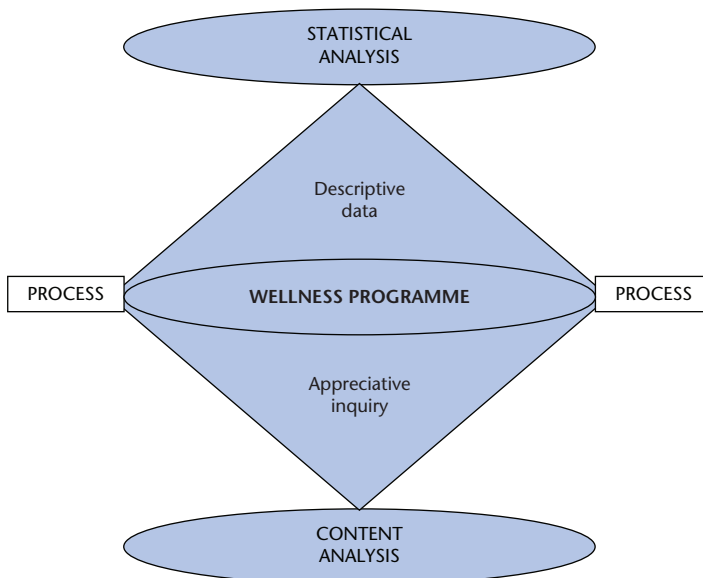 STATISTICAL
ANALYSIS
Descriptive
data
PROCESS
WELLNESS PROGRAMME
PROCESS
Appreciative
inquiry
CONTENT
ANALYSIS